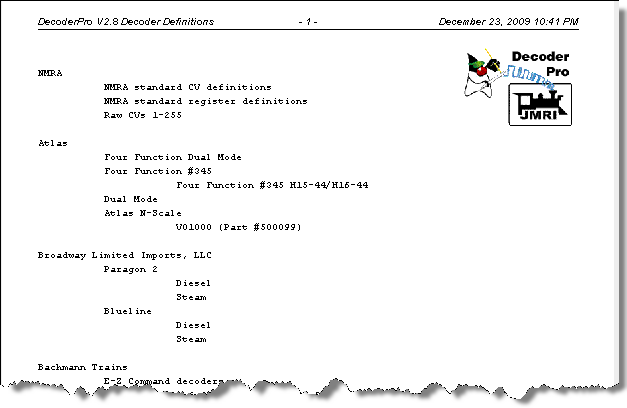 DecoderPro V2.8 Decoder Definitions - 1 - December 23, 2009 10:41 PM
Decoder
Pro
JMRI
NMRA
NMRA standard CV definitions
NMRA standard register definitions
Raw CVs 1-255
Atlas
Four Function Dual Mode
Four Function #345
Four Function #345 H15-44/H16-44
Dual Mode
Atlas N-Scale
VO1000 (Part #500099)
Broadway Limited Imports, LLC
Paragon 2
Diesel
Steam
Blueline
Diesel
Steam
Bachmann Trains
E-Z Command decoders